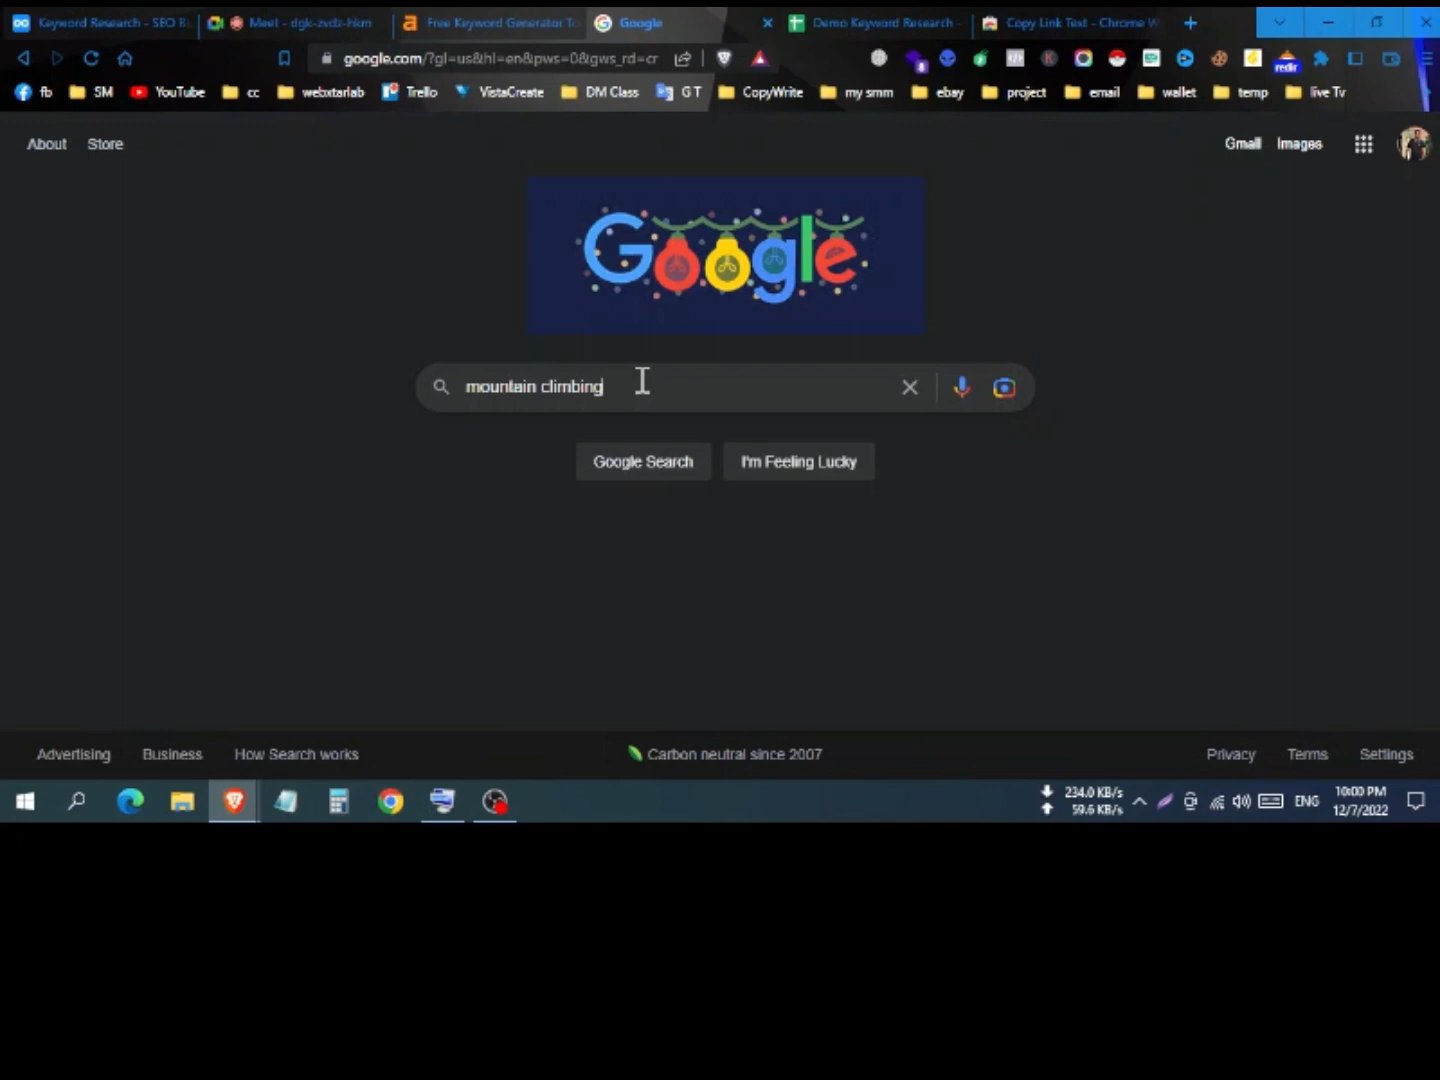 Keyword Research - SEO B
Meet - dgk-zvdz-hkm
Free Keyword Generator To
Google
Demo Keyword Research -
Copy Link Text - Chrome W
google.com/?gl=us&hl=en&pws=0&gws_rd=cr
redir
fb
SM
YouTube
cc
webxtarlab
Trello
VistaCreate
DM Class
G T
CopyWrite
my smm
ebay
project
email
wallet
temp
live Tv
About
Store
Gmail
Images
Google
mountain climbing
Google Search
I'm Feeling Lucky
Advertising
Business
How Search works
Carbon neutral since 2007
Privacy
Terms
Settings
234.0 KB/s
59.6 KB/s
ENG
10:00 PM
12/7/2022